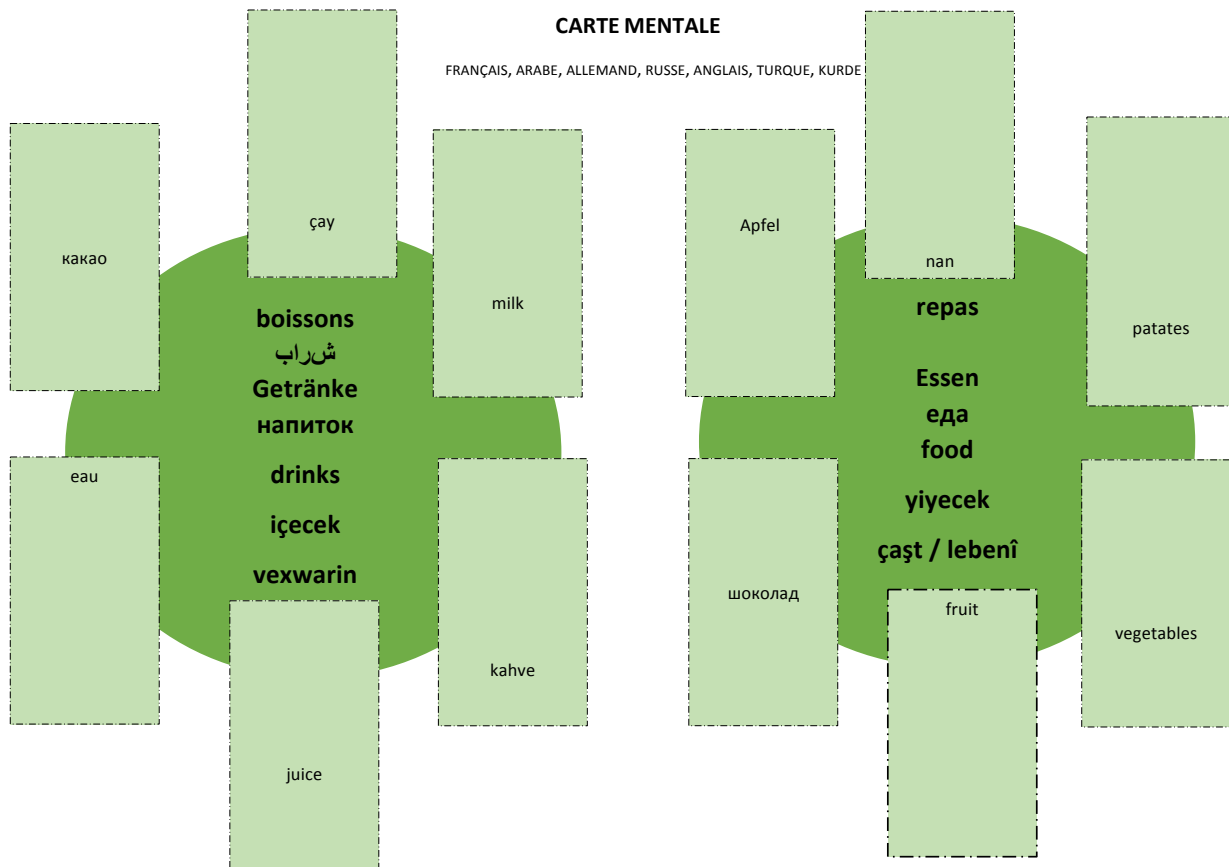 CARTE MENTALE
FRANÇAIS, ARABE, ALLEMAND, RUSSE, ANGLAIS, TURQUE, KURDE
çay
какао
milk
boissons
شراب
Getränke
напиток
drinks
içecek
vexwarin
eau
kahve
juice
Apfel
nan
patates
repas
Essen
еда
food
yiyecek
çaşt / lebenî
шоколад
fruit
vegetables